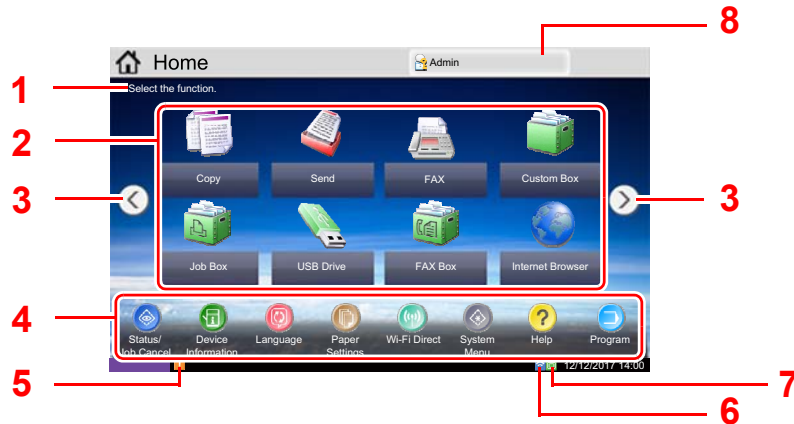 8
Home
Admin
1
Select the function.
2
Copy
Send
FAX
Custom Box
3
3
Job Box
USB Drive
FAX Box
Internet Browser
4
Status/
Job Cancel
Device
Information
Language
Paper
Settings
Wi-Fi Direct
System
Menu
?
Help
Program
12/12/2017 14:00
5
7
6